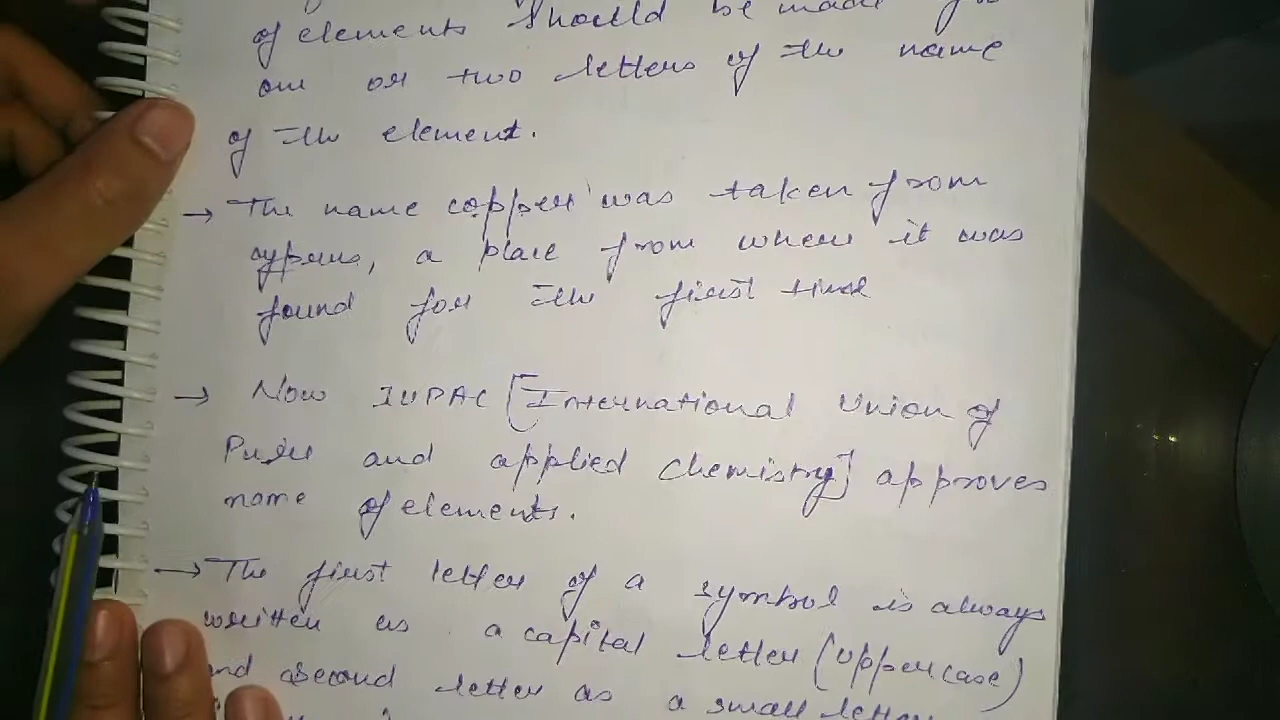 of elements should be made
one or two letters of the name
of the element.
→ The name copper was taken from
cyprus, a place from where it was
found for the first time
→ Now IUPAC [International Union of
Pure and applied chemistry] approves
name of elements.
→ The first letter of a symbol is always
written as a capital letter (uppercase)
and second letter as a small letter